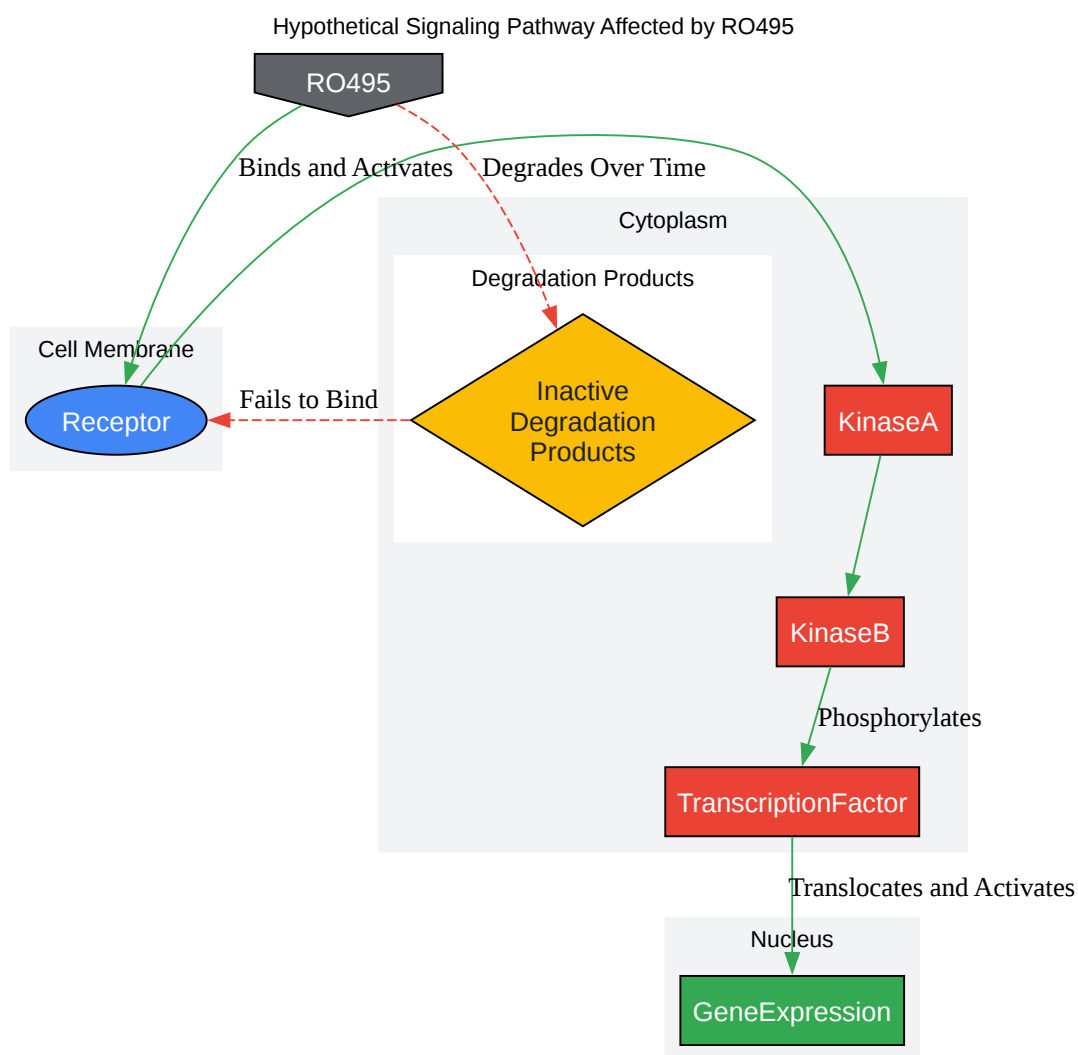 Hypothetical Signaling Pathway Affected by RO495
RO495
Binds and Activates
Degrades Over Time
Cytoplasm
Degradation Products
Cell Membrane
Receptor
Fails to Bind
Inactive
Degradation
Products
KinaseA
KinaseB
Phosphorylates
TranscriptionFactor
Translocates and Activates
Nucleus
GeneExpression